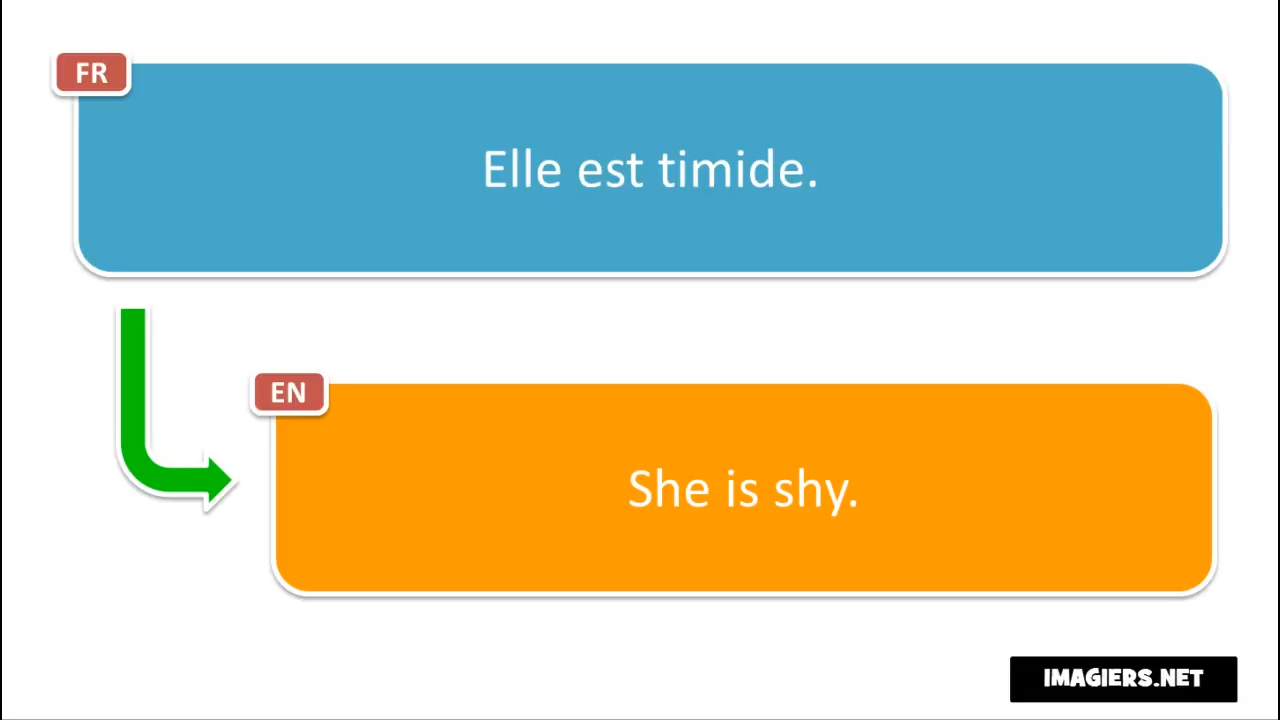 FR
Elle est timide.
EN
She is shy.
IMAGIERS.NET